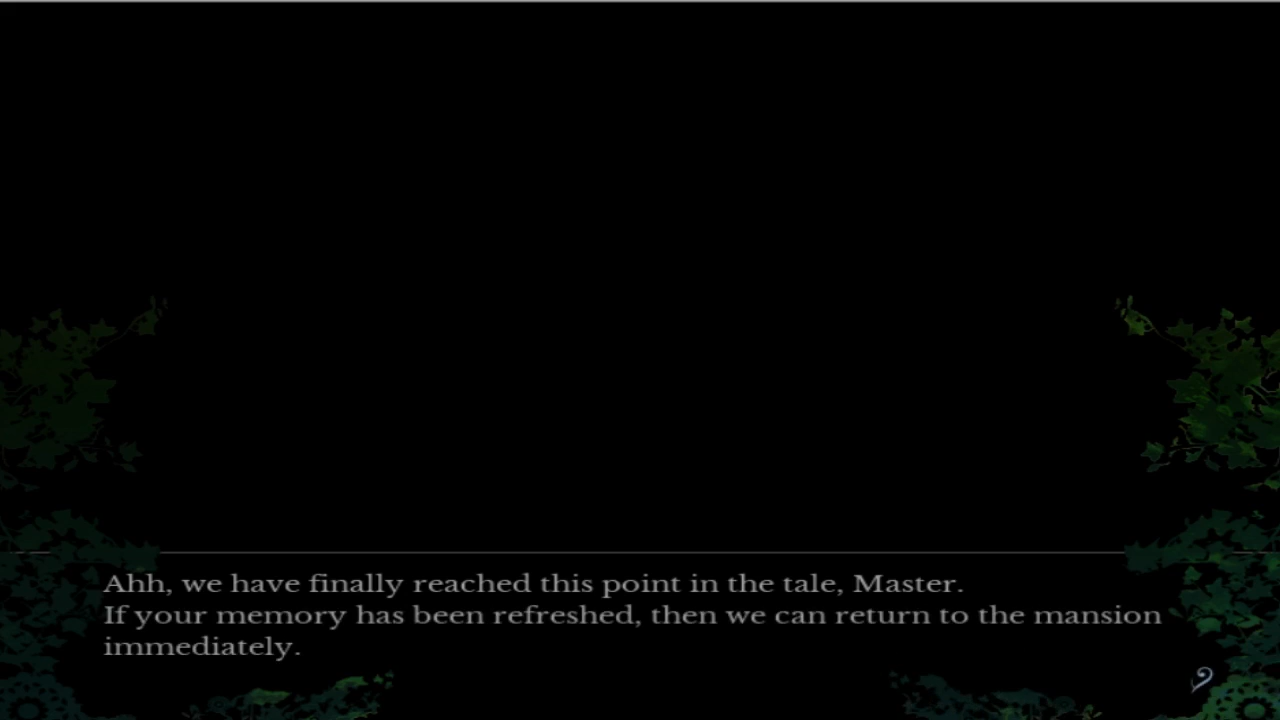 Ahh, we have finally reached this point in the tale, Master.
If your memory has been refreshed, then we can return to the mansion
immediately.